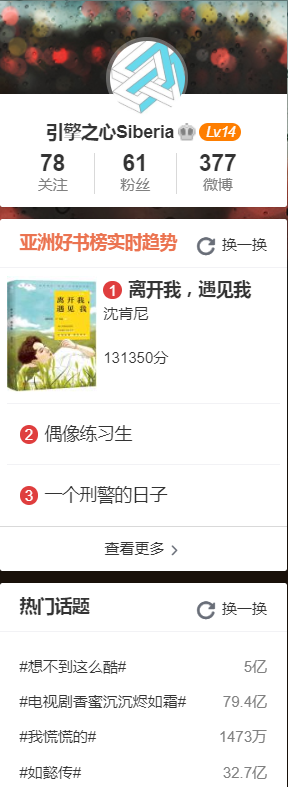 引擎之心Siberia Lv.14
78 61 377
关注 粉丝 微博
亚洲好书榜实时趋势 换一换
离开我，
遇见我
1 离开我，遇见我
沈肯尼
131350分
2 偶像练习生
3 一个刑警的日子
查看更多
热门话题 换一换
#想不到这么酷# 5亿
#电视剧香蜜沉沉烬如霜# 79.4亿
#我慌慌的# 1473万
#如懿传# 32.7亿